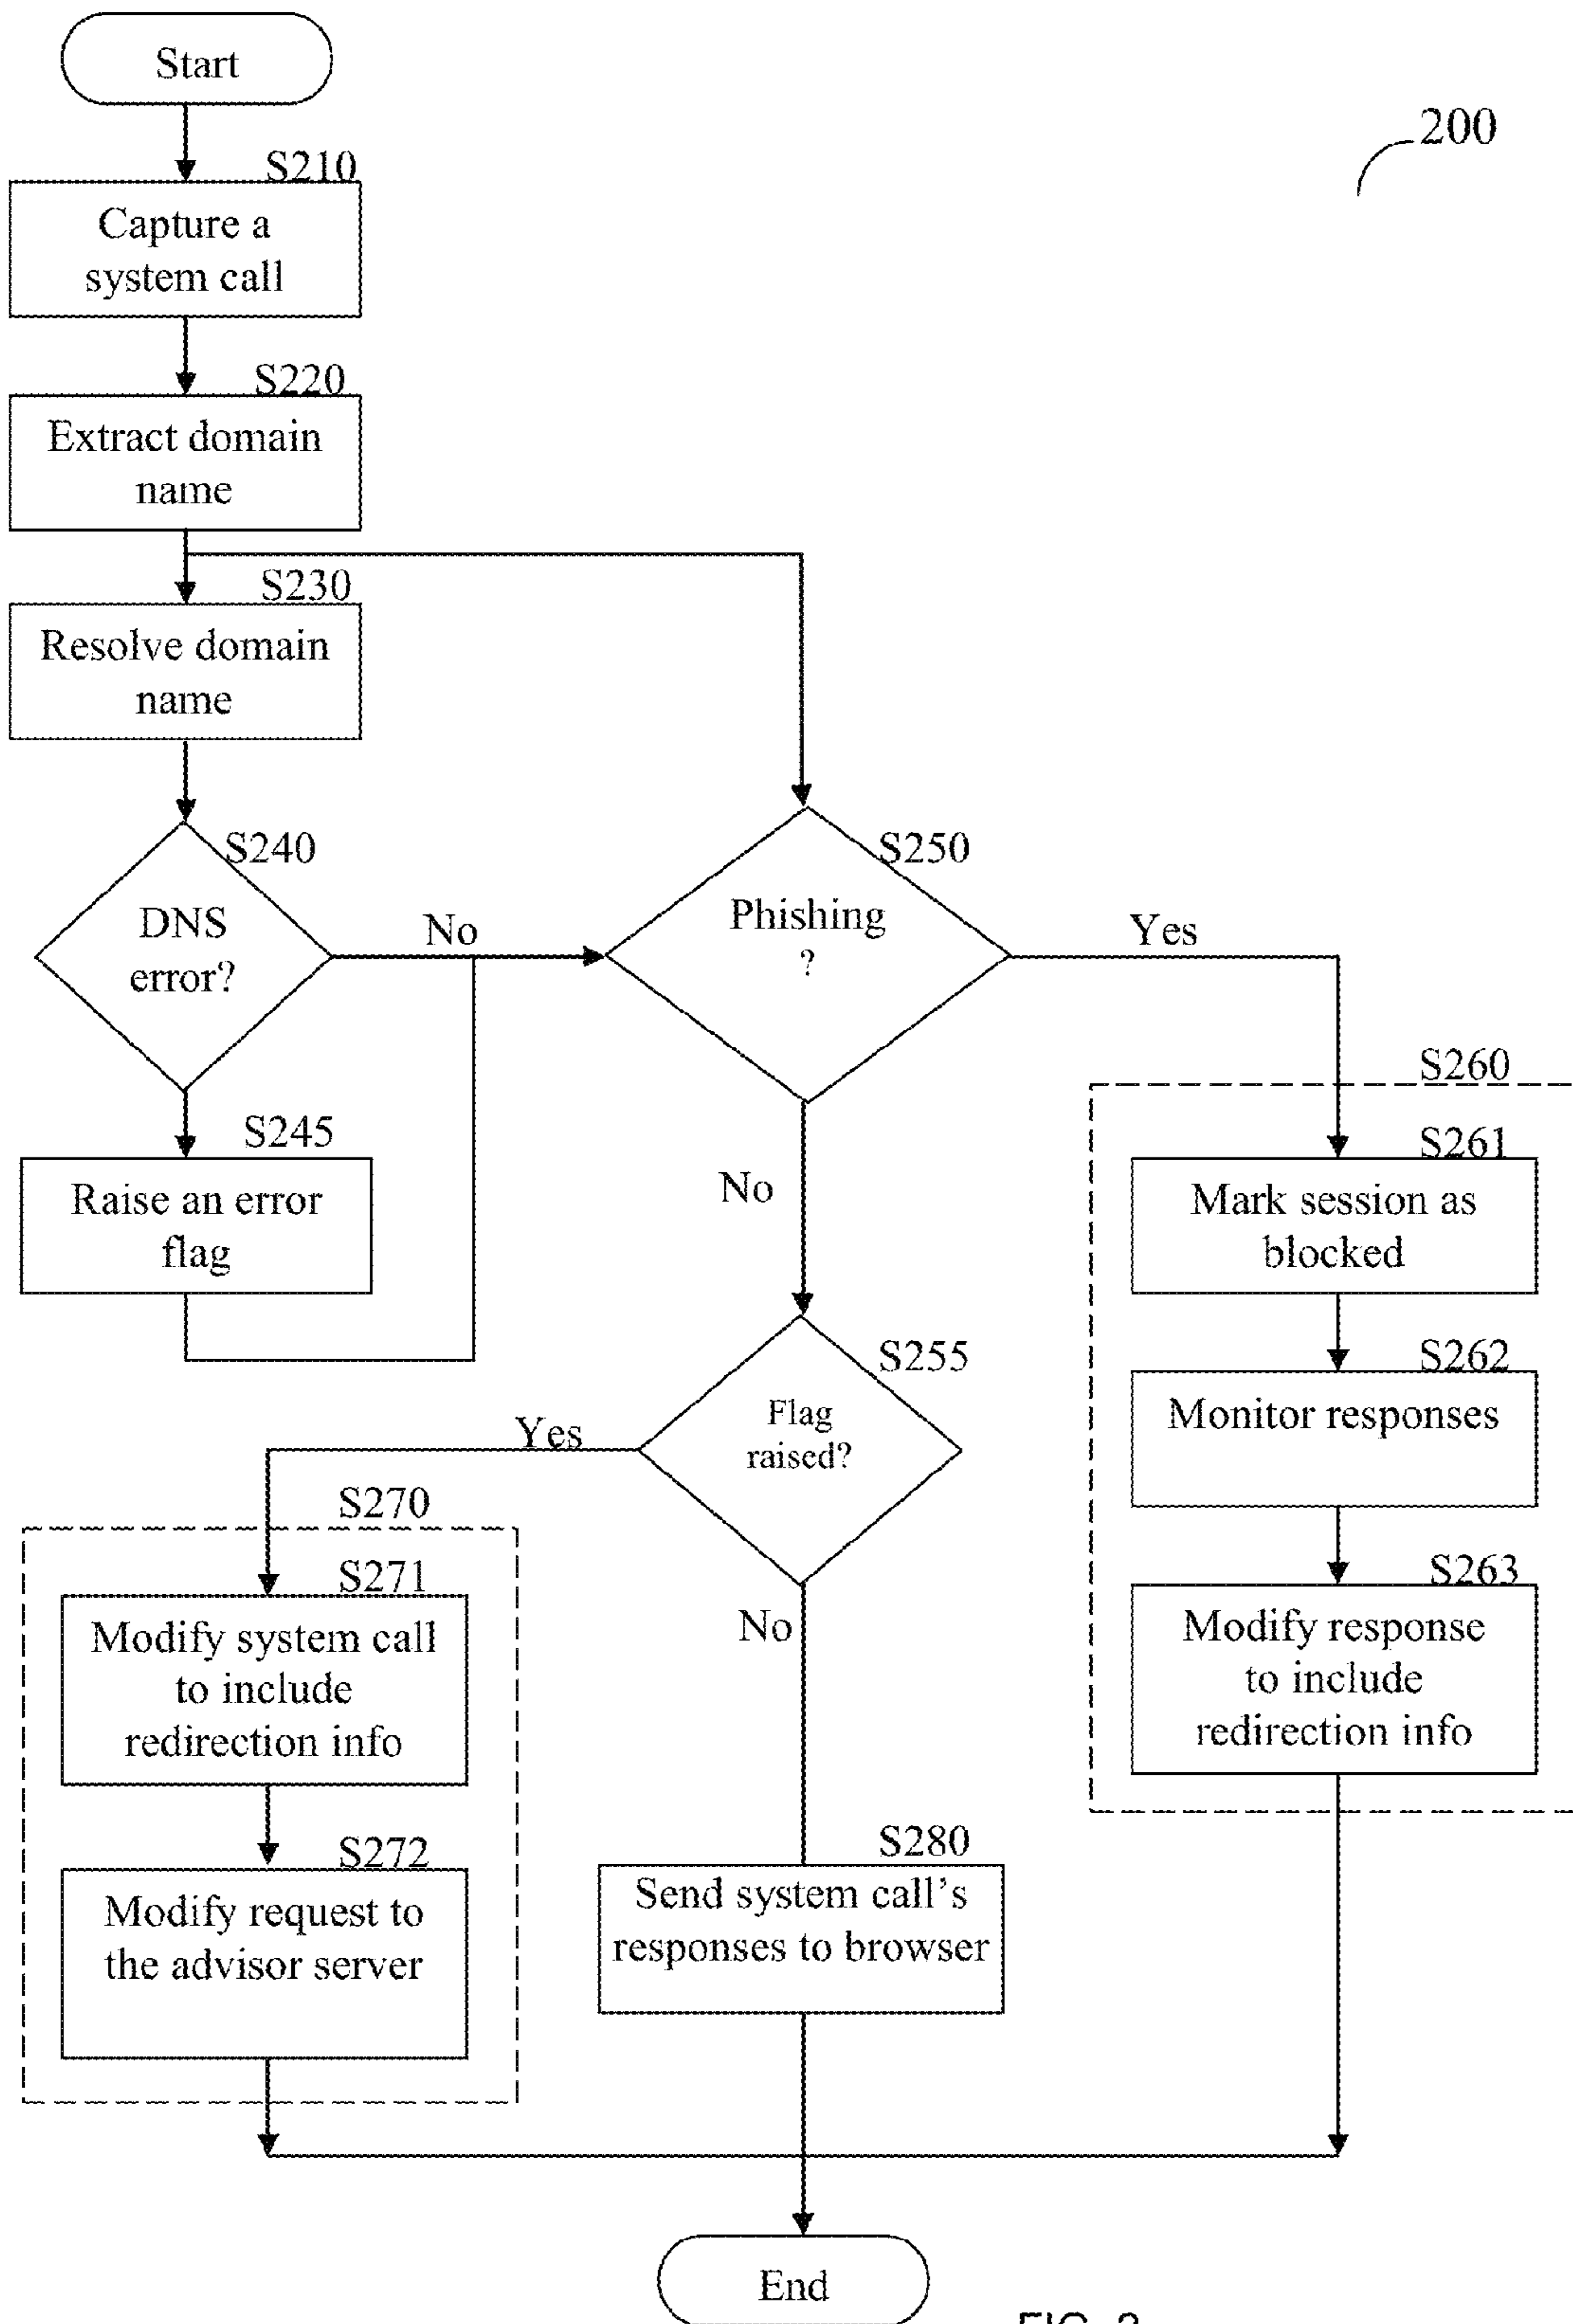 Start
200
S210
Capture a
system call
S220
Extract domain
name
S230
Resolve domain
name
S240
DNS
error?
No
S250
Phishing
?
Yes
S245
Raise an error
flag
No
S260
S261
Mark session as
blocked
S262
Monitor responses
S263
Modify response
to include
redirection info
S255
Flag
raised?
Yes
S270
S271
Modify system call
to include
redirection info
S272
Modify request to
the advisor server
No
S280
Send system call's
responses to browser
End